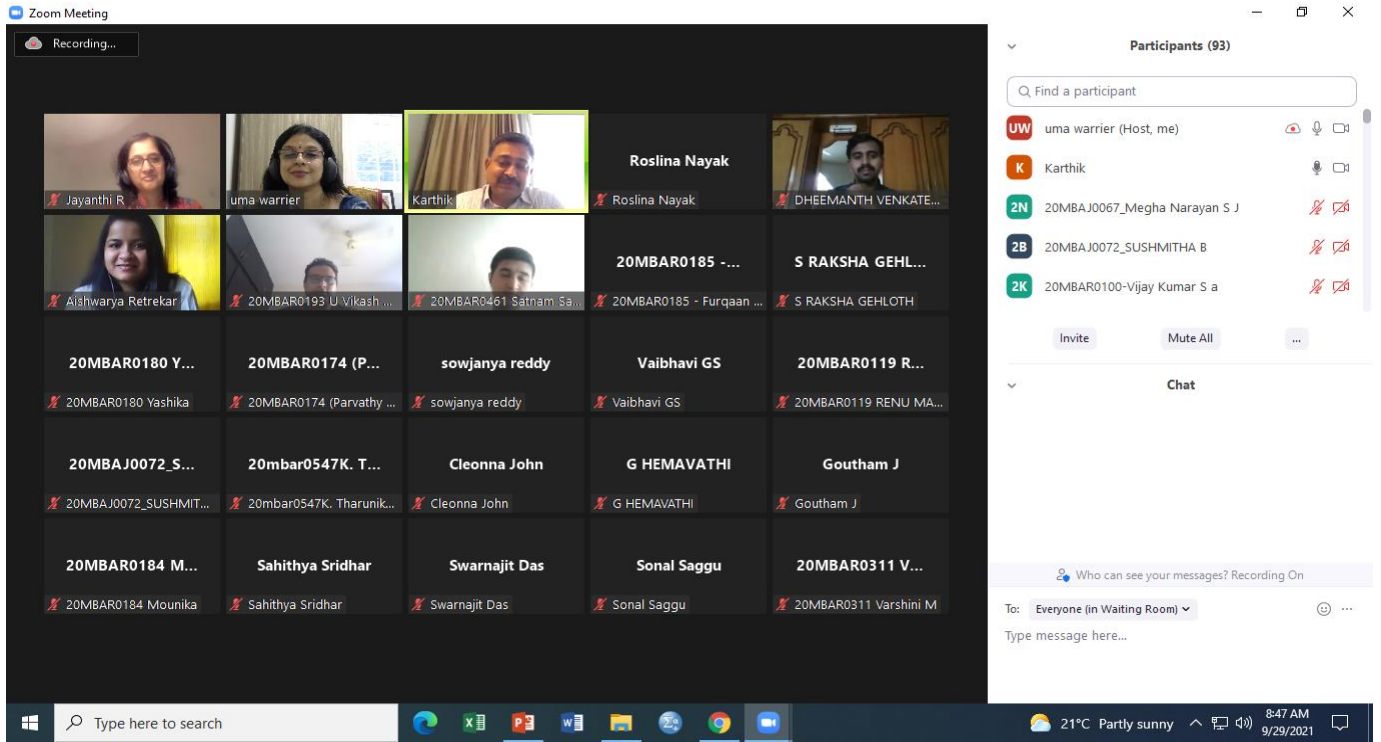 Zoom Meeting
Recording...
Participants (93)
Find a participant
UW uma warrier (Host, me)
K Karthik
2N 20MBAJ0067_Megha Narayan S J
2B 20MBAJ0072_SUSHMITHA B
2K 20MBAR0100-Vijay Kumar S a
Invite Mute All ...
Chat
Who can see your messages? Recording On
To: Everyone (in Waiting Room)
Type message here...
Jayanthi R
uma warrier
Karthik
Roslina Nayak
Roslina Nayak
DHEEMANTH VENKATE...
Aishwarya Retrekar
20MBAR0193 U Vikash ...
20MBAR0461 Satnam Sa...
20MBAR0185 -...
20MBAR0185 - Furqaan ...
S RAKSHA GEHL...
S RAKSHA GEHLOTH
20MBAR0180 Y...
20MBAR0180 Yashika
20MBAR0174 (P...
20MBAR0174 (Parvathy ...
sowjanya reddy
sowjanya reddy
Vaibhavi GS
Vaibhavi GS
20MBAR0119 R...
20MBAR0119 RENU MA...
20MBAJ0072_S...
20MBAJ0072_SUSHMIT...
20mbar0547K. T...
20mbar0547K. Tharunik...
Cleonna John
Cleonna John
G HEMAVATHI
G HEMAVATHI
Goutham J
Goutham J
20MBAR0184 M...
20MBAR0184 Mounika
Sahithya Sridhar
Sahithya Sridhar
Swarnajit Das
Swarnajit Das
Sonal Saggu
Sonal Saggu
20MBAR0311 V...
20MBAR0311 Varshini M
Type here to search
21°C Partly sunny
8:47 AM
9/29/2021